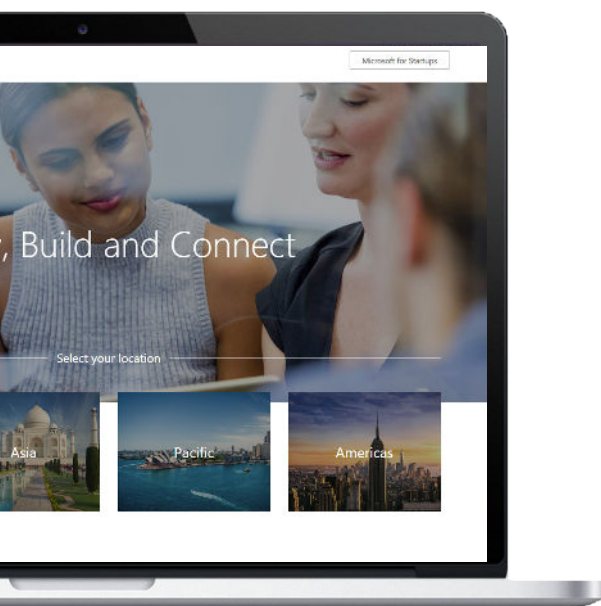 Microsoft for Startups
, Build and Connect
Select your location
Asia
Pacific
Americas